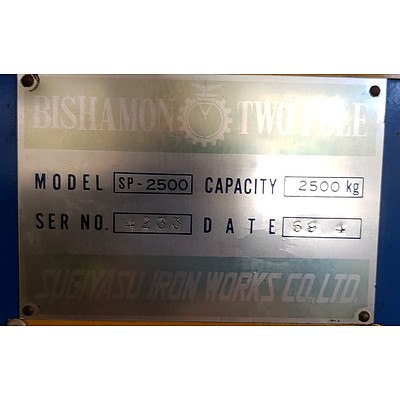 BISHAMON TWO POLE
MODEL SP-2500 CAPACITY 2500 kg
SER NO. 4233 DATE 68 4
SUGIYASU IRON WORKS CO.,LTD.